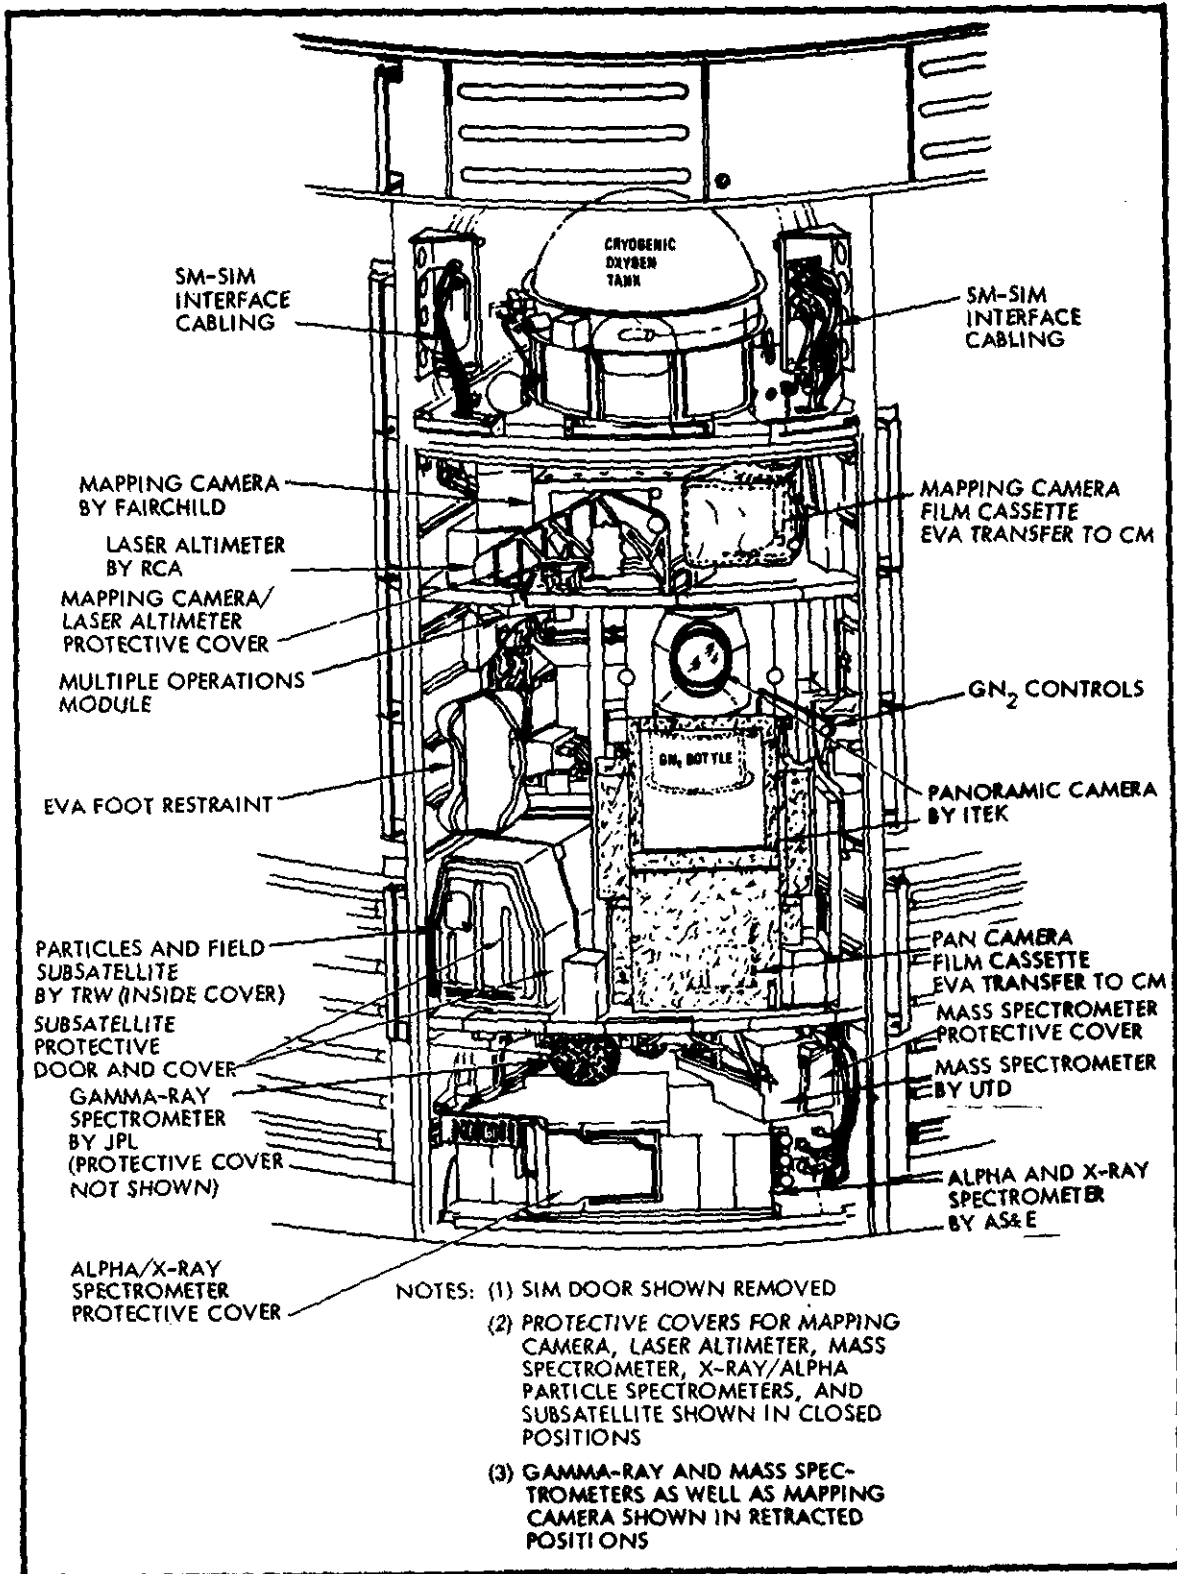 CRYOGENIC
OXYGEN
TANK
SM-SIM
INTERFACE
CABLING
SM-SIM
INTERFACE
CABLING
MAPPING CAMERA
BY FAIRCHILD
LASER ALTIMETER
BY RCA
MAPPING CAMERA/
LASER ALTIMETER
PROTECTIVE COVER
MULTIPLE OPERATIONS
MODULE
EVA FOOT RESTRAINT
PARTICLES AND FIELD
SUBSATELLITE
BY TRW (INSIDE COVER)
SUBSATELLITE
PROTECTIVE
DOOR AND COVER
GAMMA-RAY
SPECTROMETER
BY JPL
(PROTECTIVE COVER
NOT SHOWN)
ALPHA/X-RAY
SPECTROMETER
PROTECTIVE COVER
MAPPING CAMERA
FILM CASSETTE
EVA TRANSFER TO CM
GN2 CONTROLS
GN2 BOTTLE
PANORAMIC CAMERA
BY ITEK
PAN CAMERA
FILM CASSETTE
EVA TRANSFER TO CM
MASS SPECTROMETER
PROTECTIVE COVER
MASS SPECTROMETER
BY UTD
ALPHA AND X-RAY
SPECTROMETER
BY AS&E
NOTES: (1) SIM DOOR SHOWN REMOVED
(2) PROTECTIVE COVERS FOR MAPPING
CAMERA, LASER ALTIMETER, MASS
SPECTROMETER, X-RAY/ALPHA
PARTICLE SPECTROMETERS, AND
SUBSATELLITE SHOWN IN CLOSED
POSITIONS
(3) GAMMA-RAY AND MASS SPEC-
TROMETERS AS WELL AS MAPPING
CAMERA SHOWN IN RETRACTED
POSITIONS